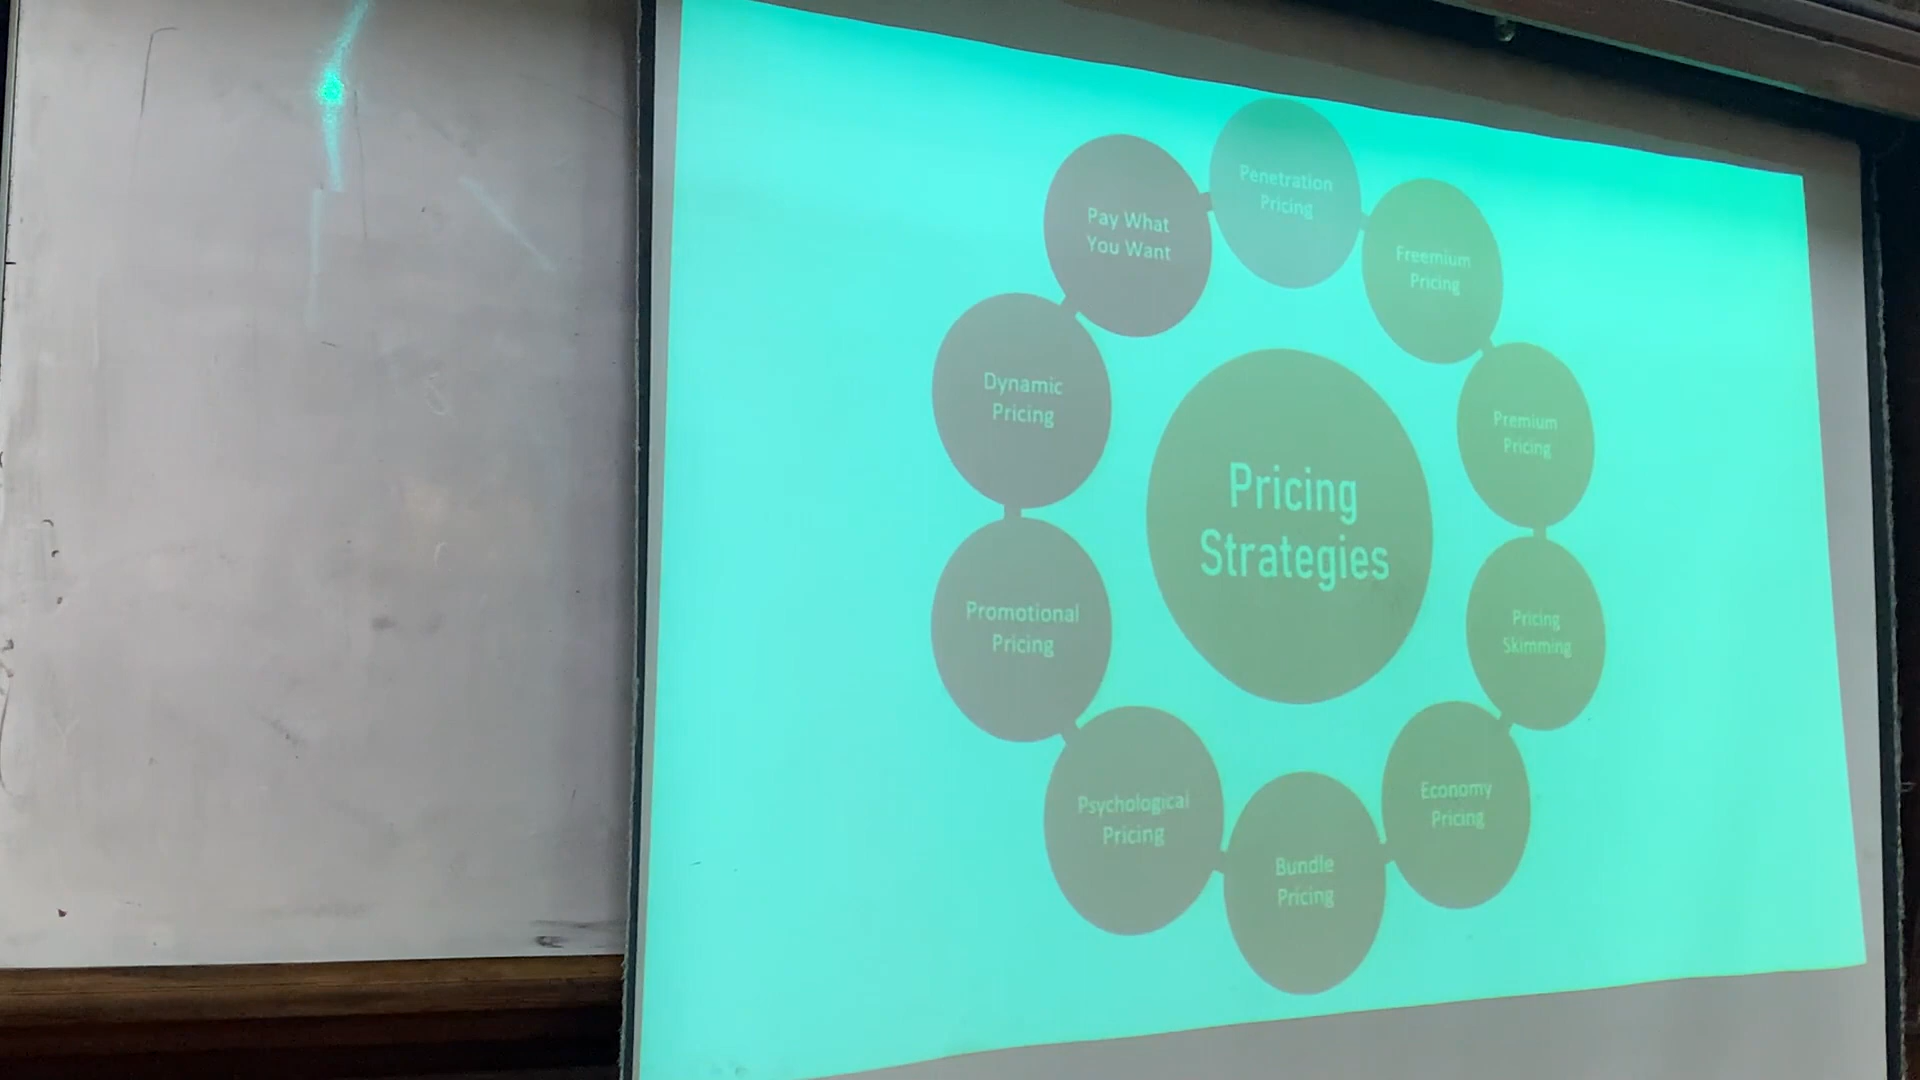 Pricing
Strategies
Penetration
Pricing
Freemium
Pricing
Premium
Pricing
Pricing
Skimming
Economy
Pricing
Bundle
Pricing
Psychological
Pricing
Promotional
Pricing
Dynamic
Pricing
Pay What
You Want